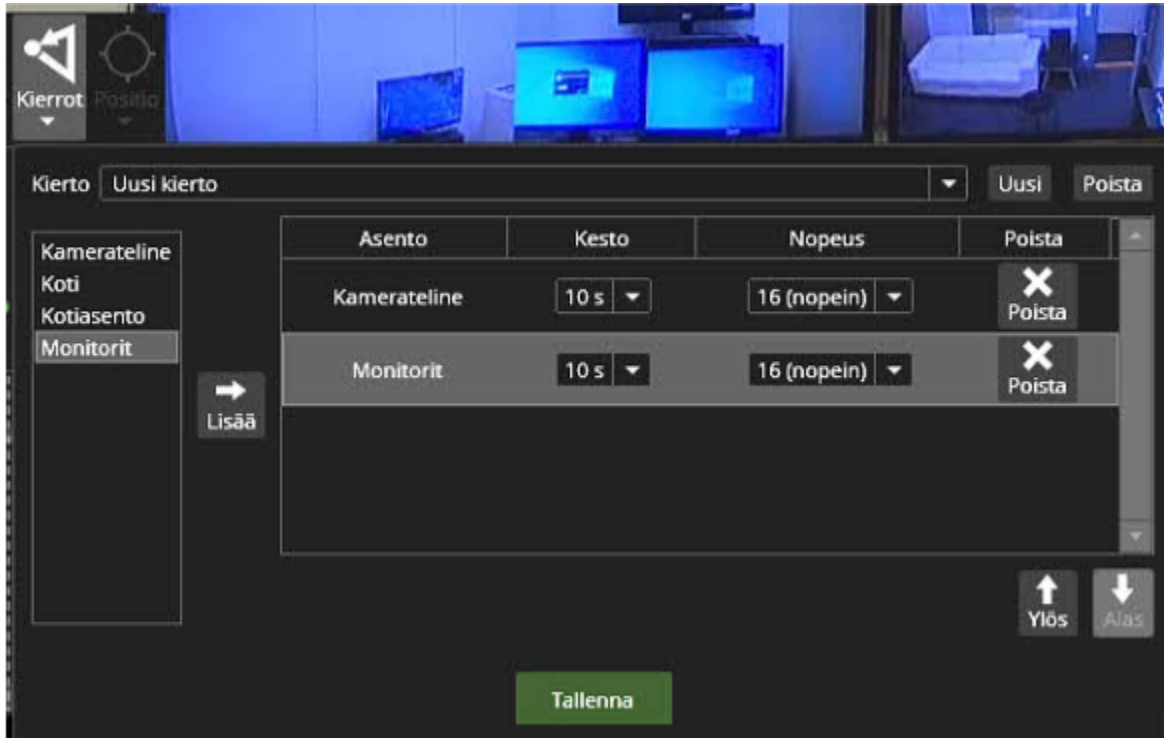 Kierrot Positio
Kierto Uusi kierto Uusi Poista
Kamerateline
Koti
Kotiasento
Monitorit
Lisää
Asento Kesto Nopeus Poista
Kamerateline 10 s 16 (nopein) Poista
Monitorit 10 s 16 (nopein) Poista
Ylös Alas
Tallenna